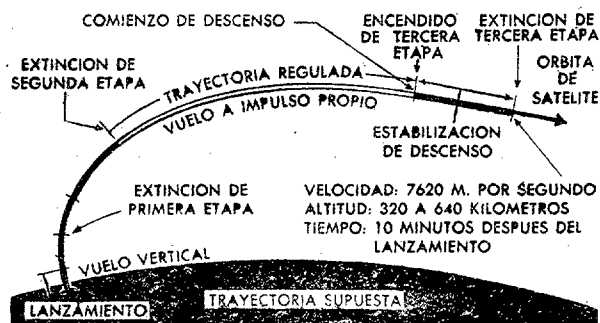 COMIENZO DE DESCENSO
ENCENDIDO
DE TERCERA
ETAPA
EXTINCION DE
TERCERA ETAPA
ORBITA
DE
SATELITE
EXTINCION DE
SEGUNDA ETAPA
TRAYECTORIA REGULADA
VUELO A IMPULSO PROPIO
ESTABILIZACION
DE DESCENSO
EXTINCION DE
PRIMERA ETAPA
VELOCIDAD: 7620 M. POR SEGUNDO
ALTITUD: 320 A 640 KILOMETROS
TIEMPO: 10 MINUTOS DESPUES DEL
LANZAMIENTO
VUELO VERTICAL
LANZAMIENTO
TRAYECTORIA SUPUESTA